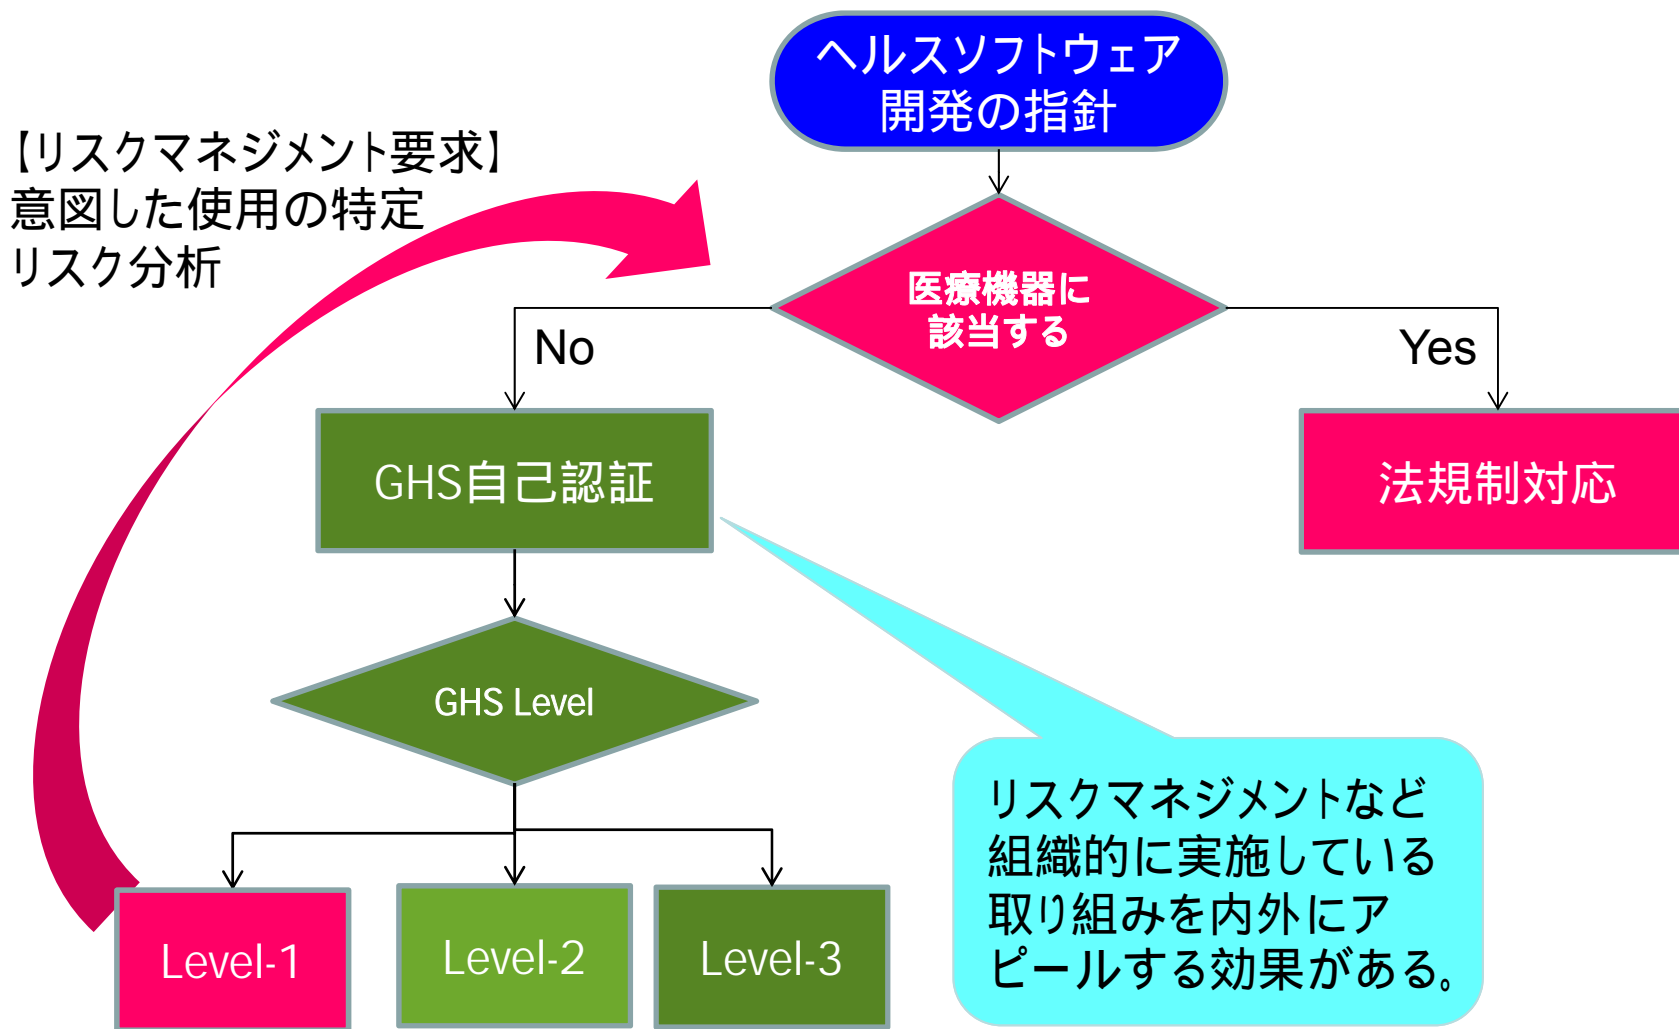 ヘルスソフトウェア
開発の指針
【リスクマネジメント要求】
意図した使用の特定
リスク分析
医療機器に
該当する
No
Yes
GHS自己認証
法規制対応
GHS Level
リスクマネジメントなど
組織的に実施している
取り組みを内外にア
ピールする効果がある。
Level-1
Level-2
Level-3